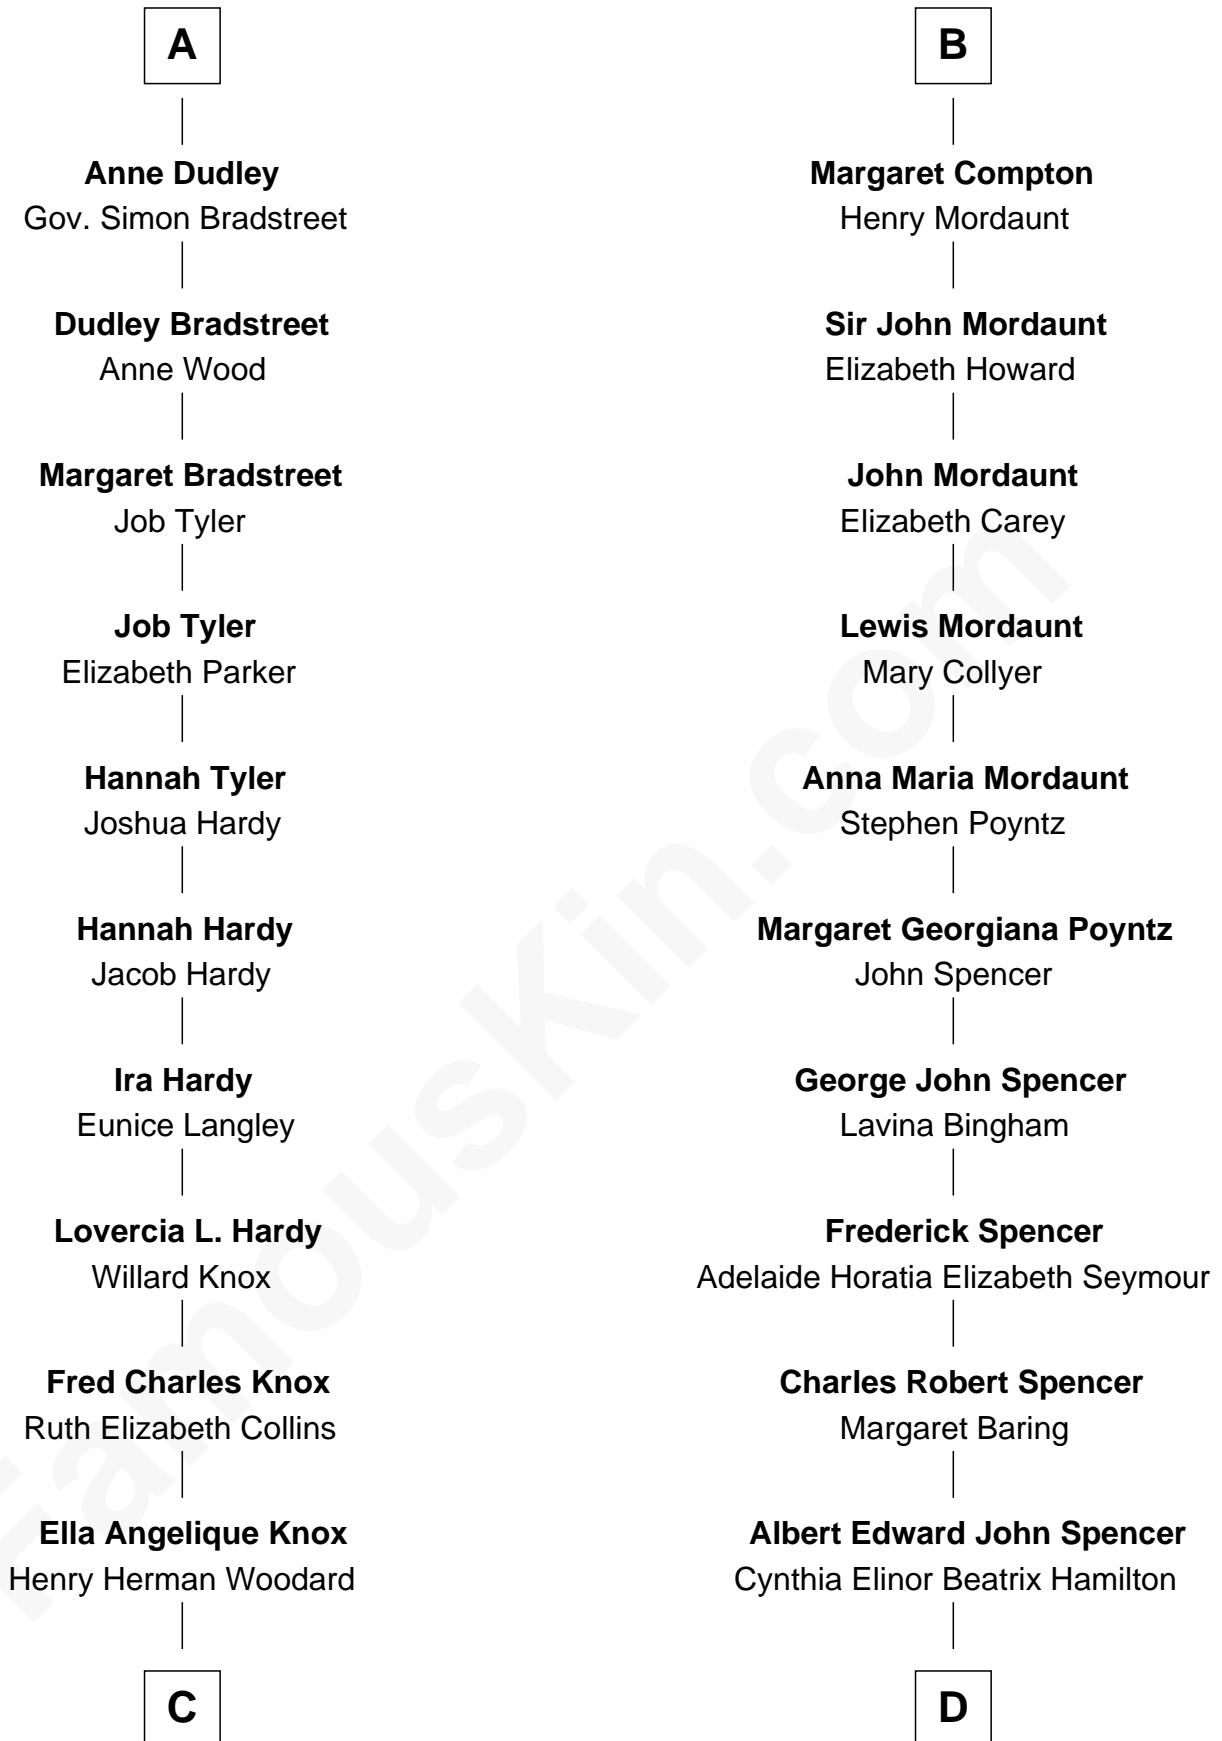 A
Anne Dudley
Gov. Simon Bradstreet
Dudley Bradstreet
Anne Wood
Margaret Bradstreet
Job Tyler
Job Tyler
Elizabeth Parker
Hannah Tyler
Joshua Hardy
Hannah Hardy
Jacob Hardy
Ira Hardy
Eunice Langley
Lovercia L. Hardy
Willard Knox
Fred Charles Knox
Ruth Elizabeth Collins
Ella Angelique Knox
Henry Herman Woodard
C
B
Margaret Compton
Henry Mordaunt
Sir John Mordaunt
Elizabeth Howard
John Mordaunt
Elizabeth Carey
Lewis Mordaunt
Mary Collyer
Anna Maria Mordaunt
Stephen Poyntz
Margaret Georgiana Poyntz
John Spencer
George John Spencer
Lavina Bingham
Frederick Spencer
Adelaide Horatia Elizabeth Seymour
Charles Robert Spencer
Margaret Baring
Albert Edward John Spencer
Cynthia Elinor Beatrix Hamilton
D
FamousKin.com